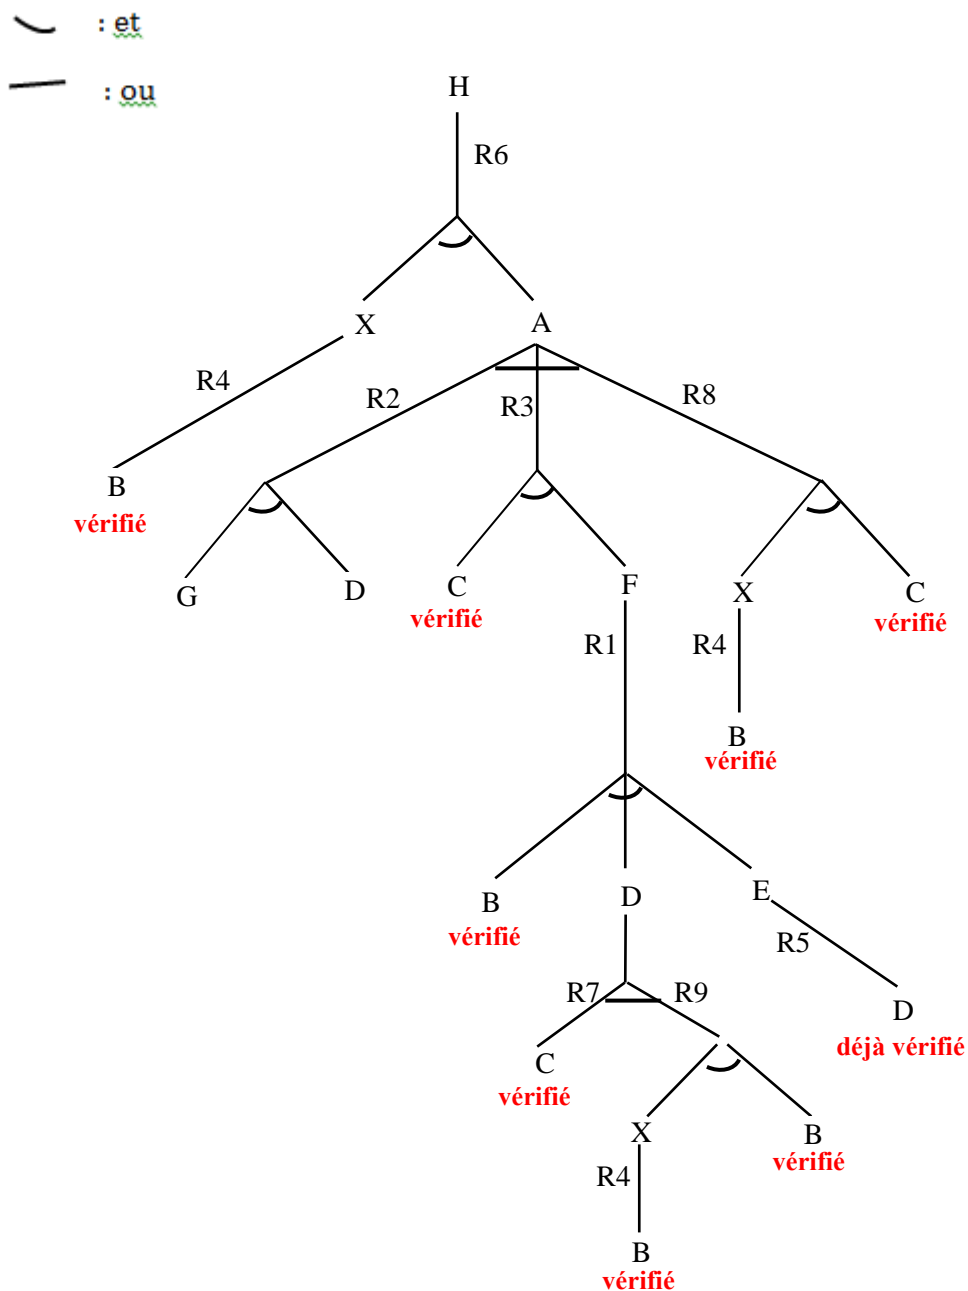 : et
: ou
H
R6
X
A
R4
R2
R3
R8
B
vérifié
G
D
C
vérifié
F
X
C
vérifié
R1
R4
B
vérifié
B
vérifié
D
E
R5
R7
R9
D
déjà vérifié
C
vérifié
X
B
vérifié
R4
B
vérifié